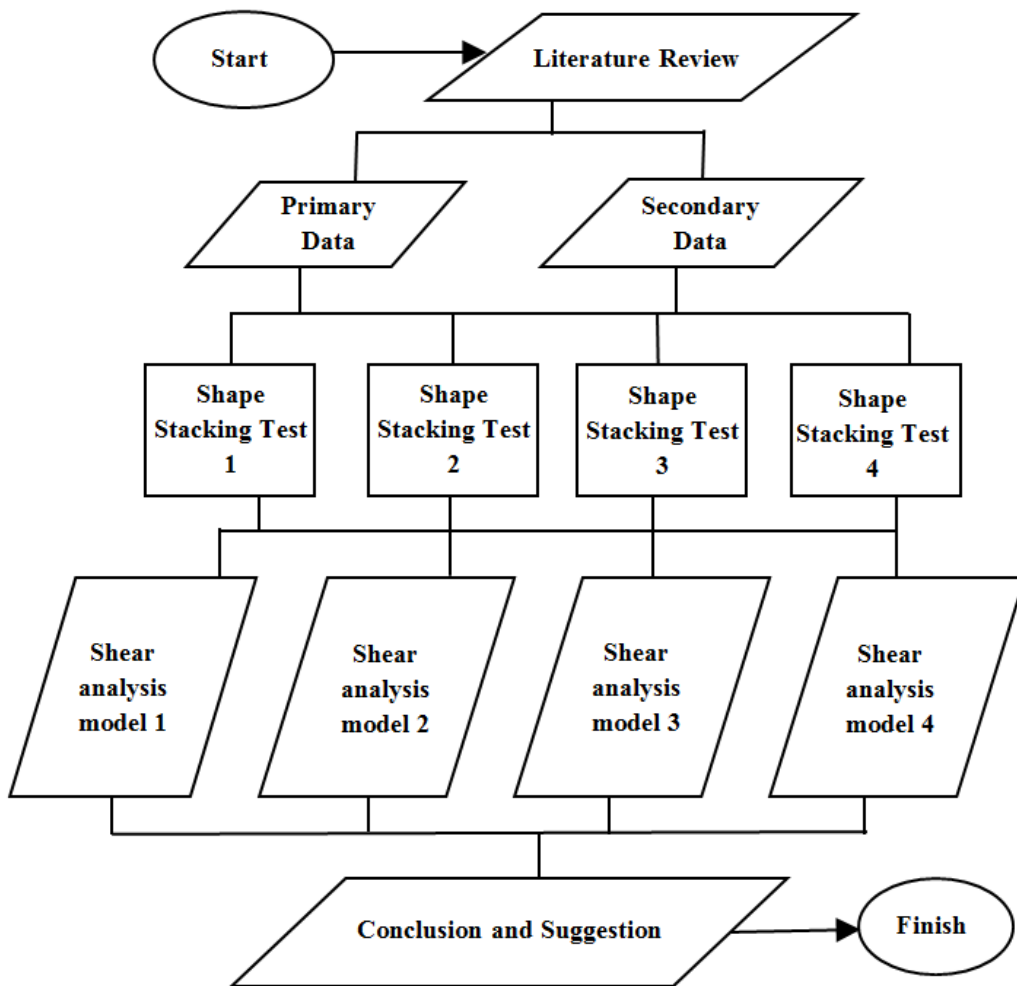 Start
Literature Review
Primary
Data
Secondary
Data
Shape
Stacking Test
1
Shape
Stacking Test
2
Shape
Stacking Test
3
Shape
Stacking Test
4
Shear
analysis
model 1
Shear
analysis
model 2
Shear
analysis
model 3
Shear
analysis
model 4
Conclusion and Suggestion
Finish